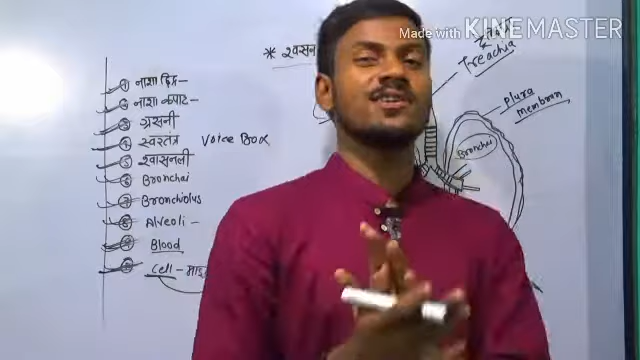 Made with KINEMASTER
* श्वसन
Treachia
Plura
membran
Bronchai
① नाशा छिद्र -
② नाशा कपाट -
③ ग्रसनी
④ स्वरतंत्र Voice Box
⑤ श्वासनली
⑥ Bronchai
⑦ Bronchiolus
⑧ Alveoli -
⑨ Blood
⑩ Cell -